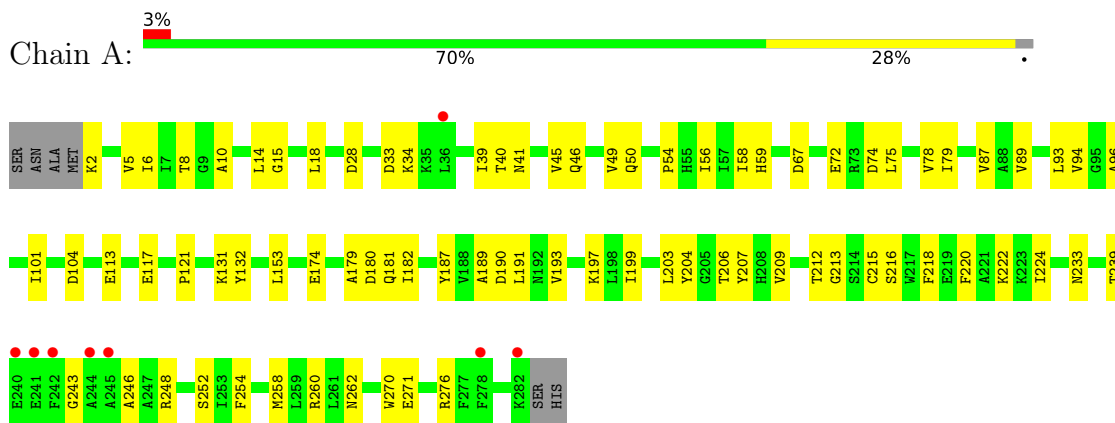 3%
Chain A:
70% 28% •
SER ASN ALA MET K2 V5 I6 I7 T8 G9 A10 L14 G15 L18 D28 D33 K34 K35 L36 I39 T40 N41 V45 Q46 V49 Q50 P54 H55 I56 I57 I58 H59 D67 E72 R73 D74 L75 V78 I79 V87 A88 V89 L93 V94 G95 A96
I101 D104 E113 E117 P121 K131 Y132 L153 E174 A179 D180 Q181 I182 Y187 V188 A189 D190 L191 N192 V193 K197 L198 I199 L203 Y204 G205 T206 Y207 H208 V209 T212 G213 S214 C215 S216 W217 F218 E219 F220 A221 K222 K223 I224 N233 T239
E240 E241 F242 G243 A244 A245 A246 A247 R248 S252 I253 F254 M258 L259 R260 L261 N262 W270 E271 R276 F277 F278 K282 SER HIS